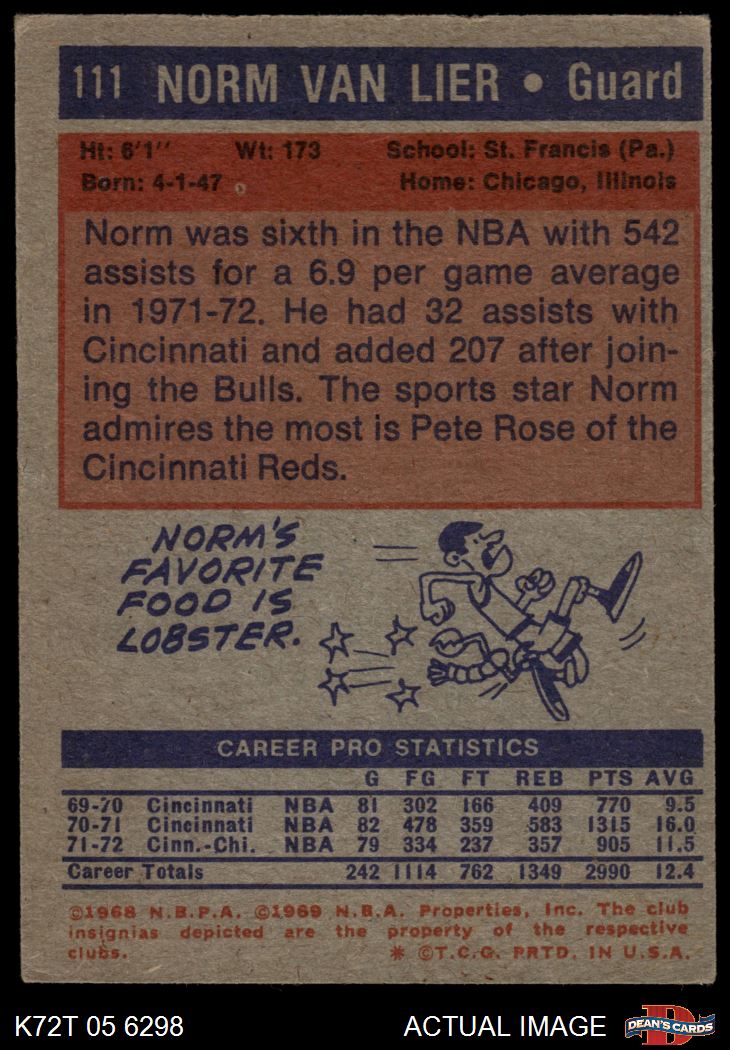 111 NORM VAN LIER • Guard
Ht: 6'1" Wt: 173 School: St. Francis (Pa.)
Born: 4-1-47 Home: Chicago, Illinois
Norm was sixth in the NBA with 542
assists for a 6.9 per game average
in 1971-72. He had 32 assists with
Cincinnati and added 207 after join-
ing the Bulls. The sports star Norm
admires the most is Pete Rose of the
Cincinnati Reds.
NORM'S
FAVORITE
FOOD IS
LOBSTER.
CAREER PRO STATISTICS
G FG FT REB PTS AVG
69-70 Cincinnati NBA 81 302 166 409 770 9.5
70-71 Cincinnati NBA 82 478 359 583 1315 16.0
71-72 Cinn.-Chi. NBA 79 334 237 357 905 11.5
Career Totals 242 1114 762 1349 2990 12.4
©1968 N.B.P.A. ©1969 N.B.A. Properties, Inc. The club
insignias depicted are the property of the respective
clubs. * ©T.C.G. PRTD. IN U.S.A.
K72T 05 6298 ACTUAL IMAGE D DEAN'S CARDS